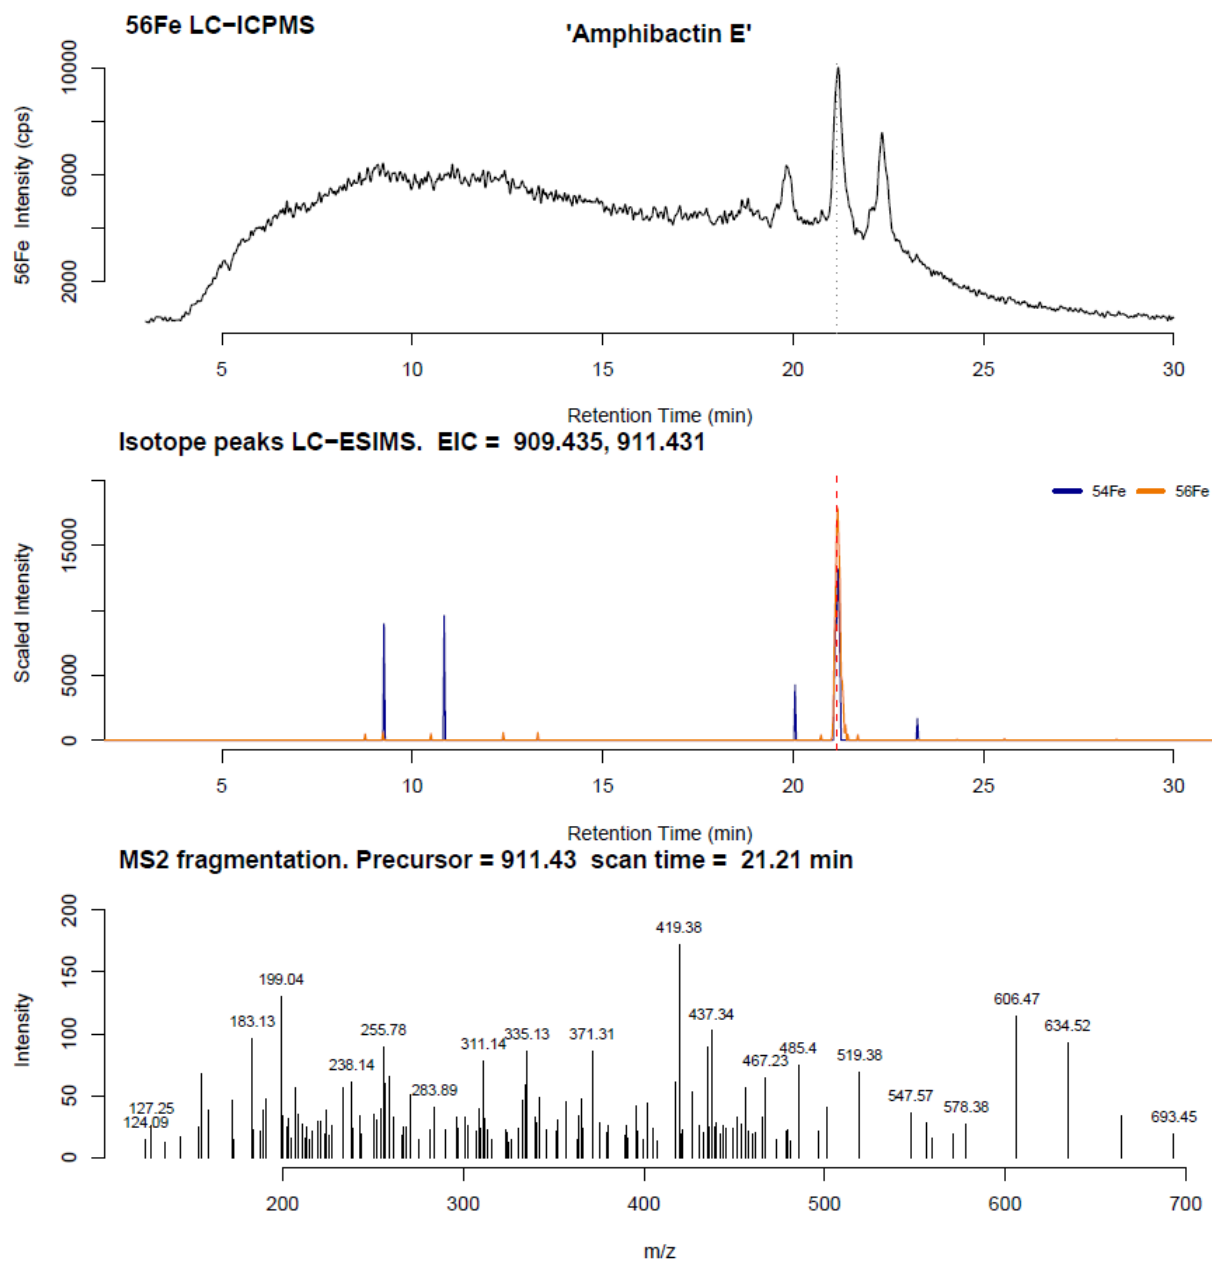 56Fe LC−ICPMS
'Amphibactin E'
56Fe Intensity (cps)
10000
6000
2000
5 10 15 20 25 30
Retention Time (min)
Isotope peaks LC−ESIMS. EIC = 909.435, 911.431
54Fe 56Fe
Scaled Intensity
15000
5000
0
5 10 15 20 25 30
Retention Time (min)
MS2 fragmentation. Precursor = 911.43 scan time = 21.21 min
Intensity
200
150
100
50
0
419.38
199.04
606.47
437.34
634.52
183.13
255.78
335.13
311.14
371.31
485.4
467.23
519.38
238.14
283.89
547.57
127.25
124.09
578.38
693.45
200 300 400 500 600 700
m/z